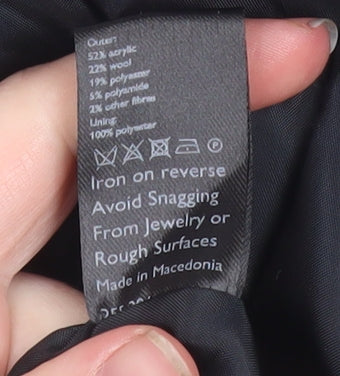 Outer:
52% acrylic
22% wool
19% polyester
5% polyamide
2% other fibres
Lining:
100% polyester
P
Iron on reverse
Avoid Snagging
From Jewelry or
Rough Surfaces
Made in Macedonia